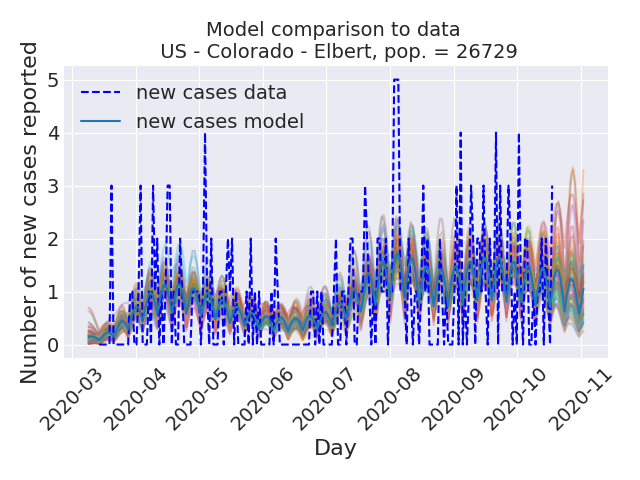 Model comparison to data
US - Colorado - Elbert, pop. = 26729
Number of new cases reported
5
4
3
2
1
0
new cases data
new cases model
2020-03
2020-04
2020-05
2020-06
2020-07
2020-08
2020-09
2020-10
2020-11
Day